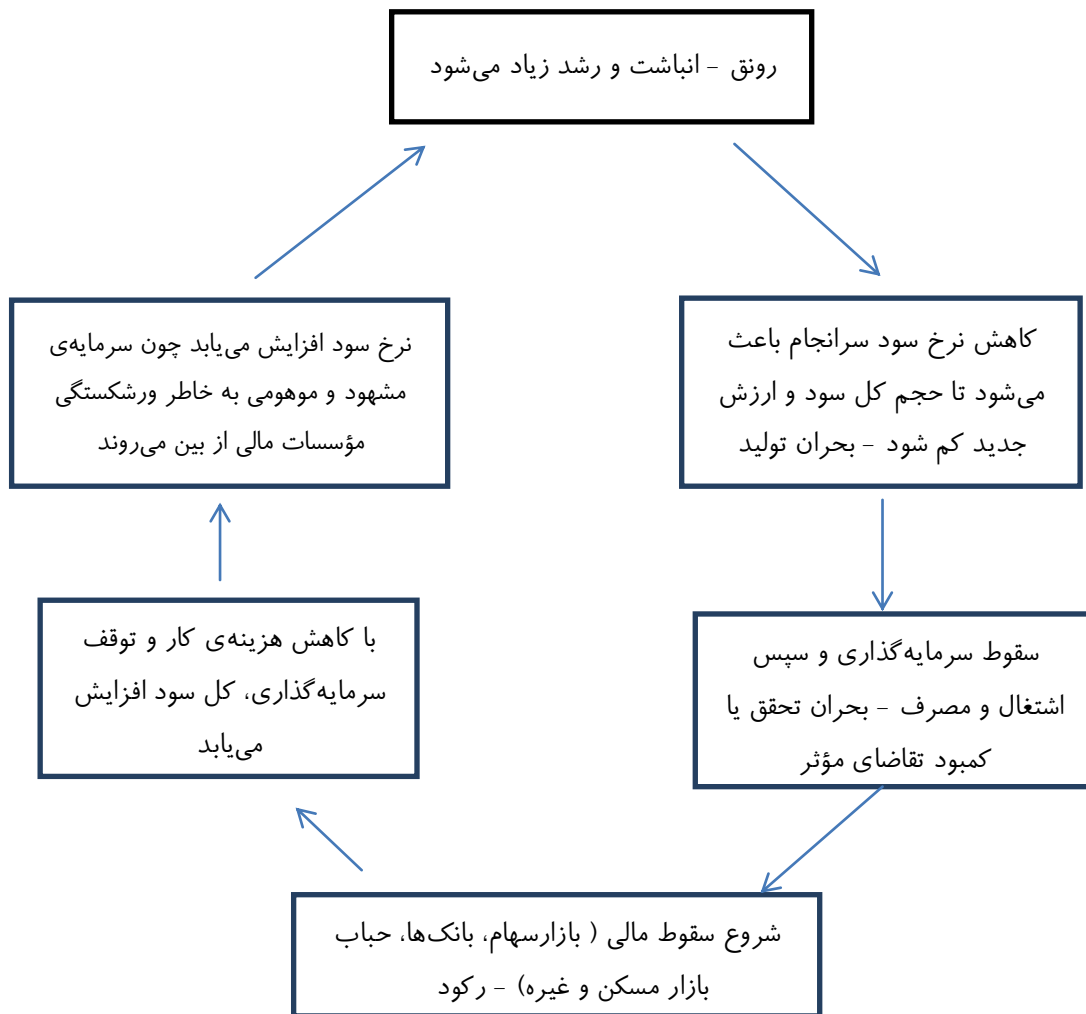 رونق – انباشت و رشد زیاد می‌شود
کاهش نرخ سود سرانجام باعث
می‌شود تا حجم کل سود و ارزش
جدید کم شود – بحران تولید
سقوط سرمایه‌گذاری و سپس
اشتغال و مصرف – بحران تحقق یا
کمبود تقاضای مؤثر
شروع سقوط مالی ( بازارسهام، بانک‌ها، حباب
بازار مسکن و غیره) – رکود
با کاهش هزینه‌ی کار و توقف
سرمایه‌گذاری، کل سود افزایش
می‌یابد
نرخ سود افزایش می‌یابد چون سرمایه‌ی
مشهود و موهومی به خاطر ورشکستگی
مؤسسات مالی از بین می‌روند